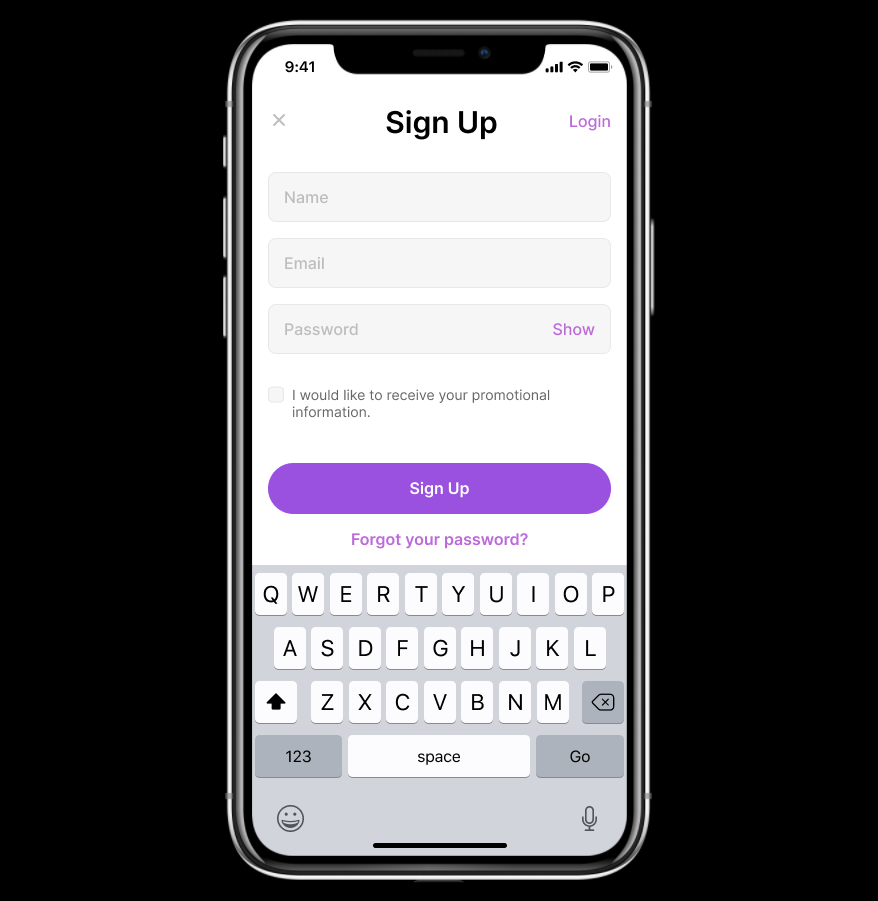 9:41
Sign Up
Login
Name
Email
Password
Show
I would like to receive your promotional
information.
Sign Up
Forgot your password?
Q W E R T Y U I O P
A S D F G H J K L
Z X C V B N M
123 space Go